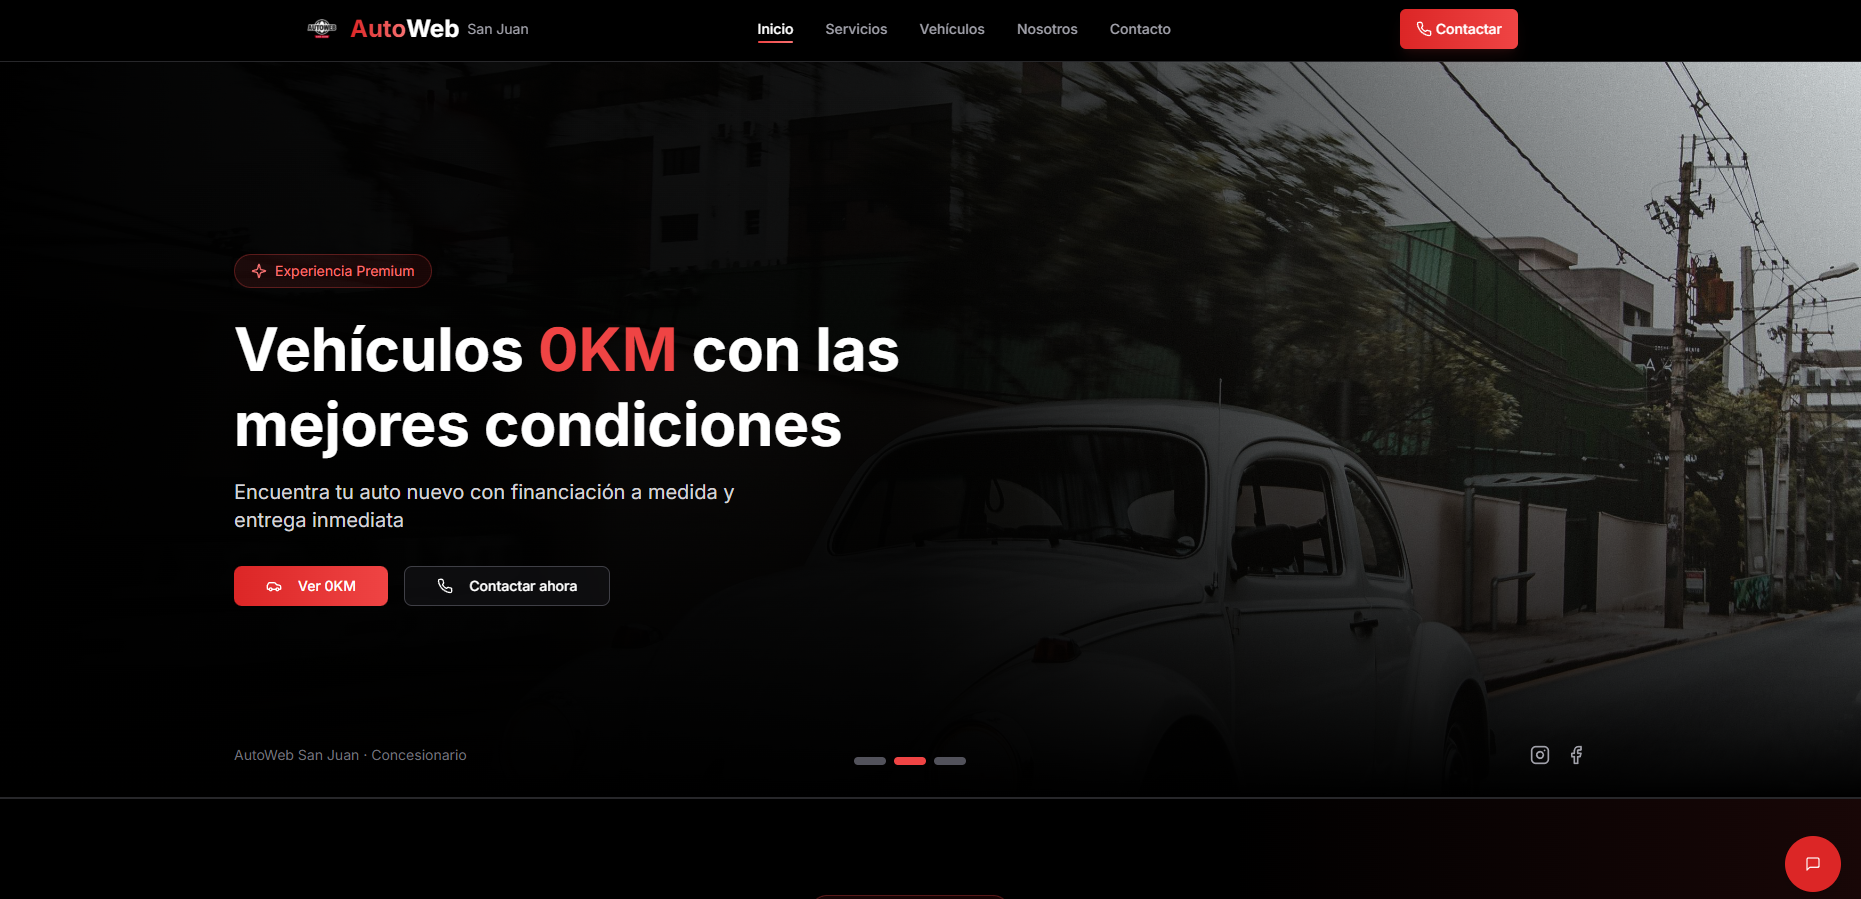 AutoWeb San Juan
Inicio
Servicios
Vehículos
Nosotros
Contacto
Contactar
Experiencia Premium
Vehículos 0KM con las
mejores condiciones
Encuentra tu auto nuevo con financiación a medida y
entrega inmediata
Ver 0KM
Contactar ahora
AutoWeb San Juan · Concesionario